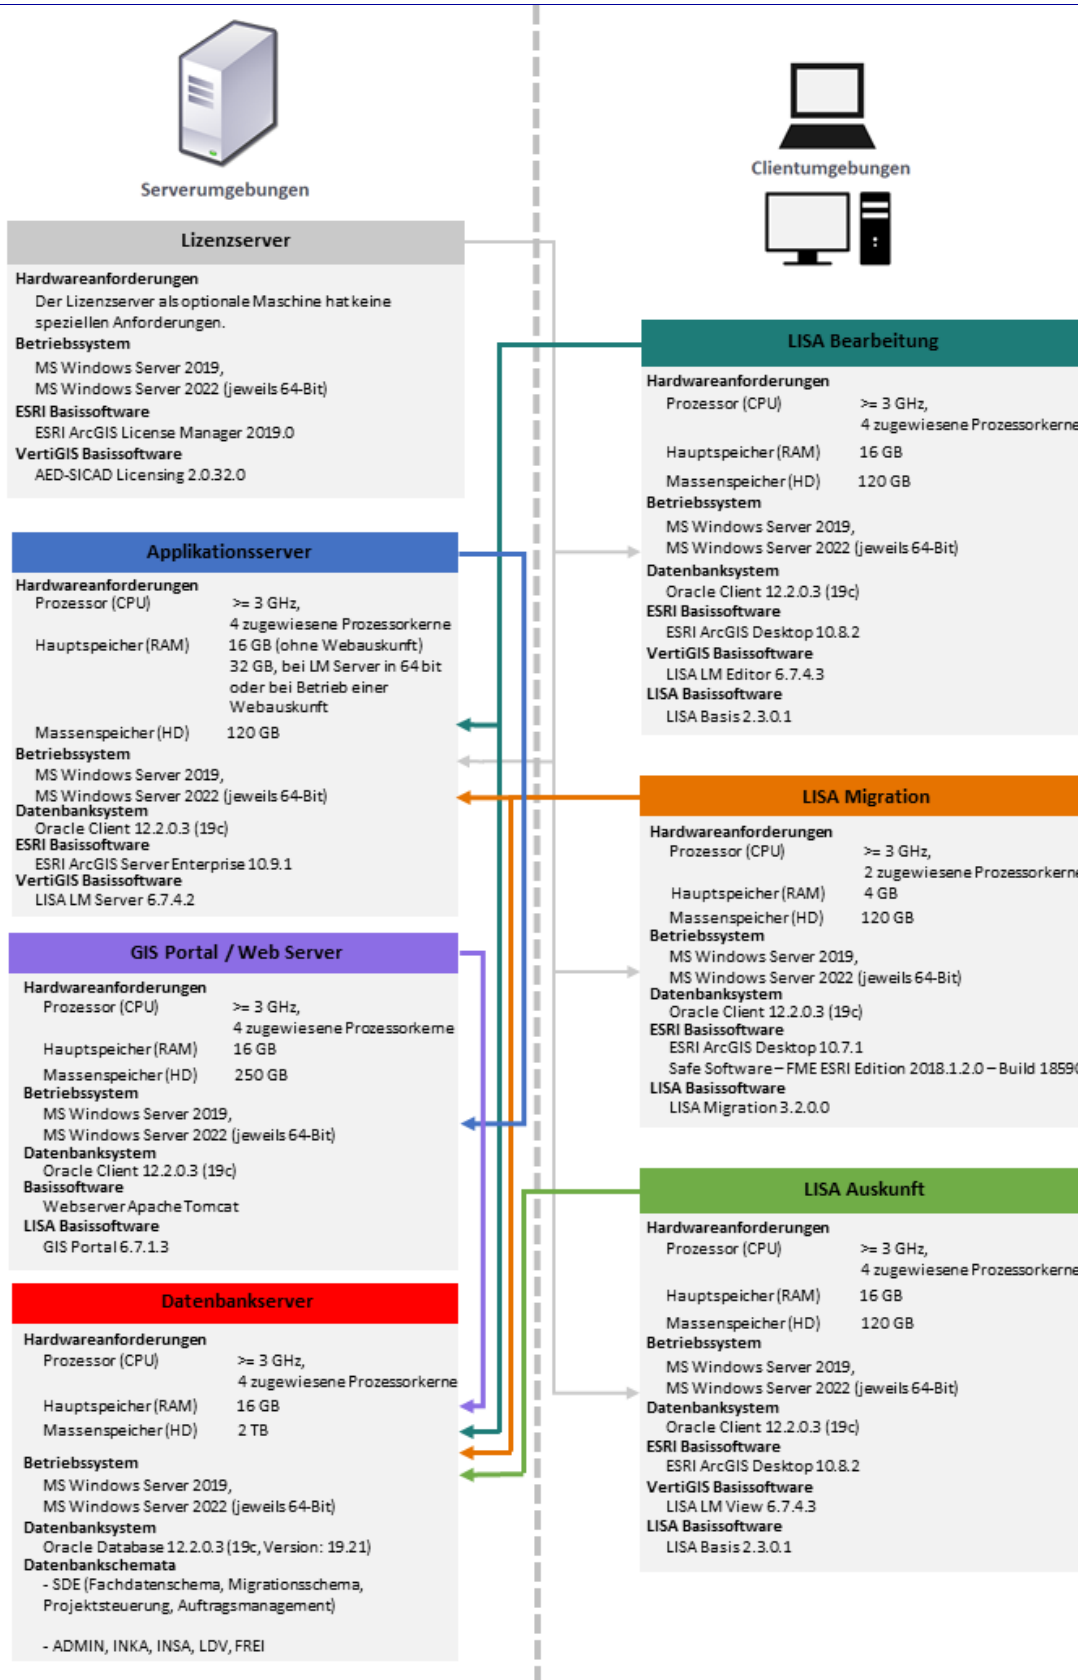 Serverumgebungen
Lizenzserver
Hardwareanforderungen
Der Lizenzserver als optionale Maschine hat keine
speziellen Anforderungen.
Betriebssystem
MS Windows Server 2019,
MS Windows Server 2022 (jeweils 64-Bit)
ESRI Basissoftware
ESRI ArcGIS License Manager 2019.0
VertiGIS Basissoftware
AED-SICAD Licensing 2.0.32.0
Applikationsserver
Hardwareanforderungen
Prozessor (CPU) >= 3 GHz,
4 zugewiesene Prozessorkerne
Hauptspeicher (RAM) 16 GB (ohne Webauskunft)
32 GB, bei LM Server in 64 bit
oder bei Betrieb einer
Webauskunft
Massenspeicher (HD) 120 GB
Betriebssystem
MS Windows Server 2019,
MS Windows Server 2022 (jeweils 64-Bit)
Datenbanksystem
Oracle Client 12.2.0.3 (19c)
ESRI Basissoftware
ESRI ArcGIS Server Enterprise 10.9.1
VertiGIS Basissoftware
LISA LM Server 6.7.4.2
GIS Portal / Web Server
Hardwareanforderungen
Prozessor (CPU) >= 3 GHz,
4 zugewiesene Prozessorkerne
Hauptspeicher (RAM) 16 GB
Massenspeicher (HD) 250 GB
Betriebssystem
MS Windows Server 2019,
MS Windows Server 2022 (jeweils 64-Bit)
Datenbanksystem
Oracle Client 12.2.0.3 (19c)
Basissoftware
Webserver Apache Tomcat
LISA Basissoftware
GIS Portal 6.7.1.3
Datenbankserver
Hardwareanforderungen
Prozessor (CPU) >= 3 GHz,
4 zugewiesene Prozessorkerne
Hauptspeicher (RAM) 16 GB
Massenspeicher (HD) 2 TB
Betriebssystem
MS Windows Server 2019,
MS Windows Server 2022 (jeweils 64-Bit)
Datenbanksystem
Oracle Database 12.2.0.3 (19c, Version: 19.21)
Datenbankschemata
- SDE (Fachdatenschema, Migrationsschema,
Projektsteuerung, Auftragsmanagement)
- ADMIN, INKA, INSA, LDV, FREI
Clientumgebungen
LISA Bearbeitung
Hardwareanforderungen
Prozessor (CPU) >= 3 GHz,
4 zugewiesene Prozessorkerne
Hauptspeicher (RAM) 16 GB
Massenspeicher (HD) 120 GB
Betriebssystem
MS Windows Server 2019,
MS Windows Server 2022 (jeweils 64-Bit)
Datenbanksystem
Oracle Client 12.2.0.3 (19c)
ESRI Basissoftware
ESRI ArcGIS Desktop 10.8.2
VertiGIS Basissoftware
LISA LM Editor 6.7.4.3
LISA Basissoftware
LISA Basis 2.3.0.1
LISA Migration
Hardwareanforderungen
Prozessor (CPU) >= 3 GHz,
2 zugewiesene Prozessorkerne
Hauptspeicher (RAM) 4 GB
Massenspeicher (HD) 120 GB
Betriebssystem
MS Windows Server 2019,
MS Windows Server 2022 (jeweils 64-Bit)
Datenbanksystem
Oracle Client 12.2.0.3 (19c)
ESRI Basissoftware
ESRI ArcGIS Desktop 10.7.1
Safe Software – FME ESRI Edition 2018.1.2.0 – Build 18590
LISA Basissoftware
LISA Migration 3.2.0.0
LISA Auskunft
Hardwareanforderungen
Prozessor (CPU) >= 3 GHz,
4 zugewiesene Prozessorkerne
Hauptspeicher (RAM) 16 GB
Massenspeicher (HD) 120 GB
Betriebssystem
MS Windows Server 2019,
MS Windows Server 2022 (jeweils 64-Bit)
Datenbanksystem
Oracle Client 12.2.0.3 (19c)
ESRI Basissoftware
ESRI ArcGIS Desktop 10.8.2
VertiGIS Basissoftware
LISA LM View 6.7.4.3
LISA Basissoftware
LISA Basis 2.3.0.1